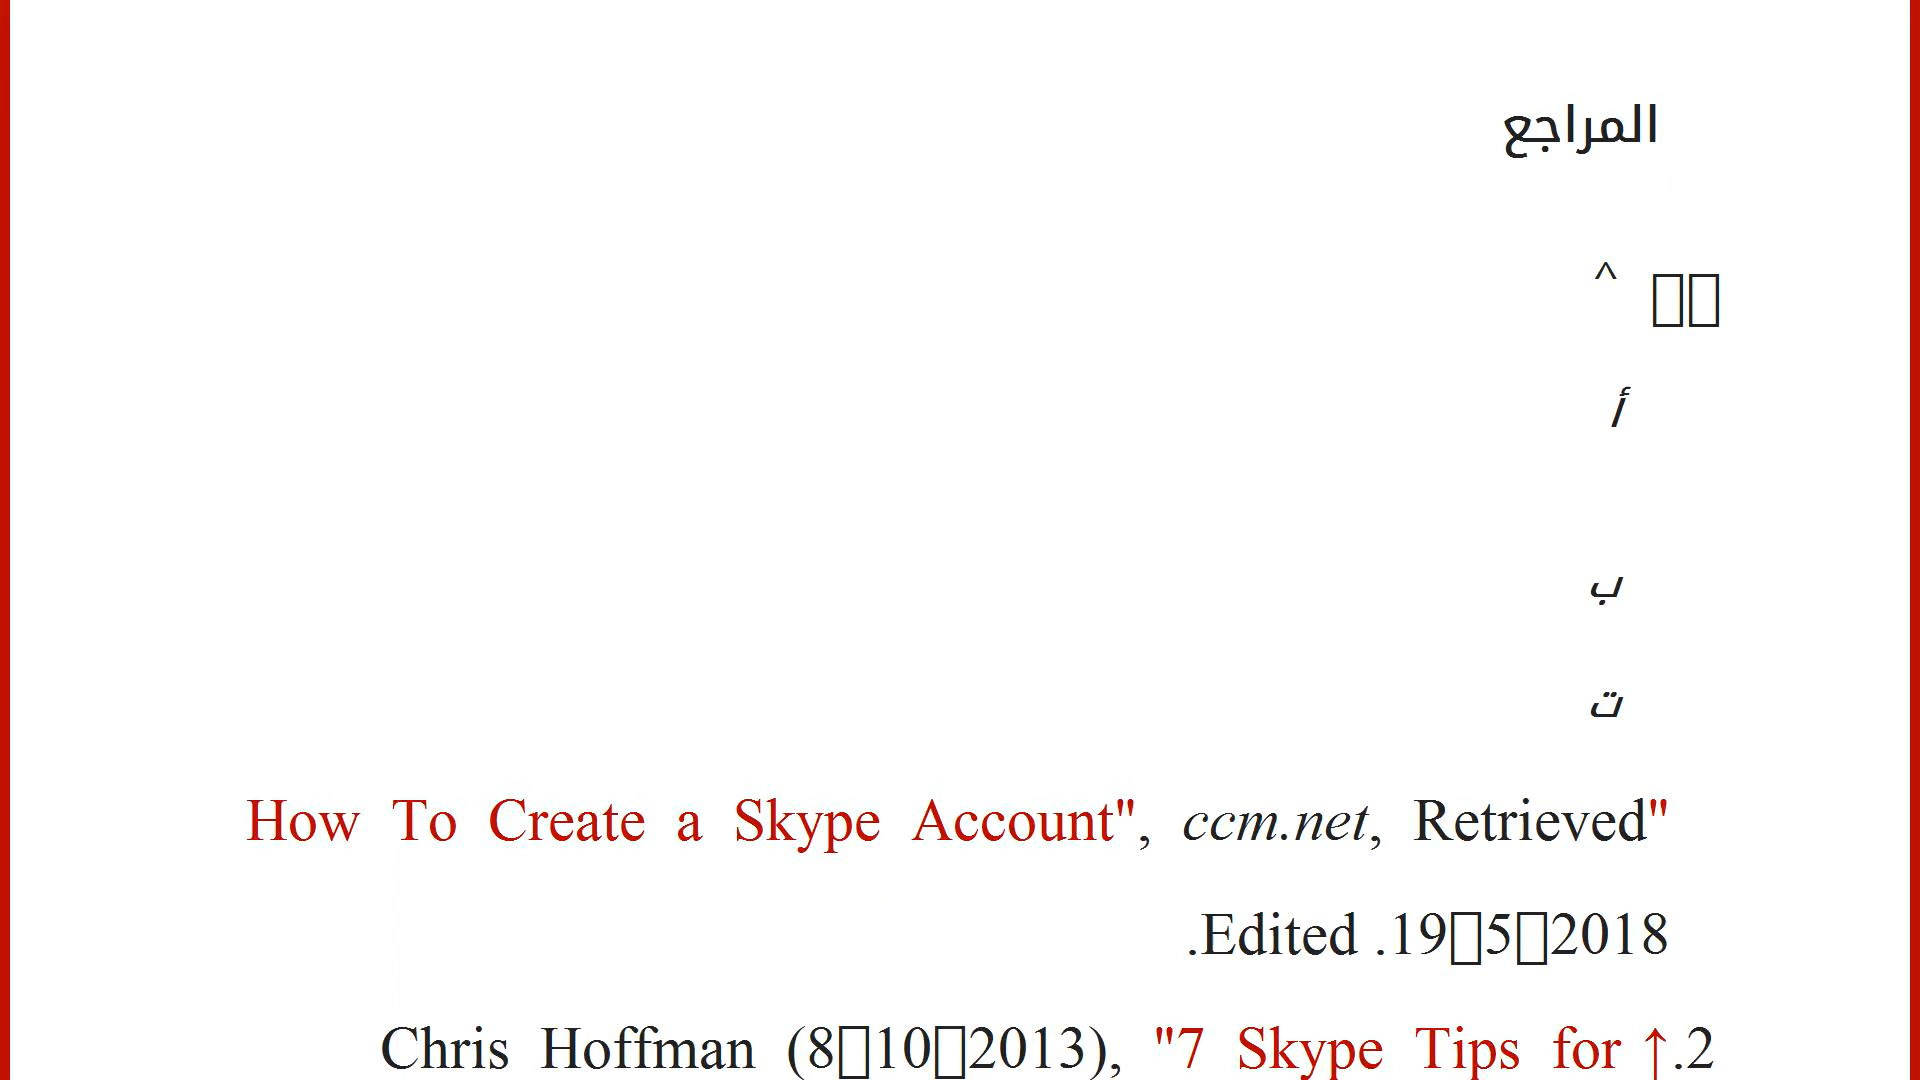 المراجع
^
أ
ب
ت
"How To Create a Skype Account", ccm.net, Retrieved
19▯5▯2018. Edited.
2.↑ Chris Hoffman (8▯10▯2013), "7 Skype Tips for